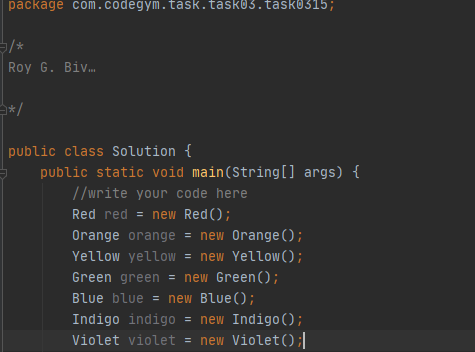 package com.codegym.task.task03.task0315;
/*
Roy G. Biv…
*/
public class Solution {
public static void main(String[] args) {
//write your code here
Red red = new Red();
Orange orange = new Orange();
Yellow yellow = new Yellow();
Green green = new Green();
Blue blue = new Blue();
Indigo indigo = new Indigo();
Violet violet = new Violet();